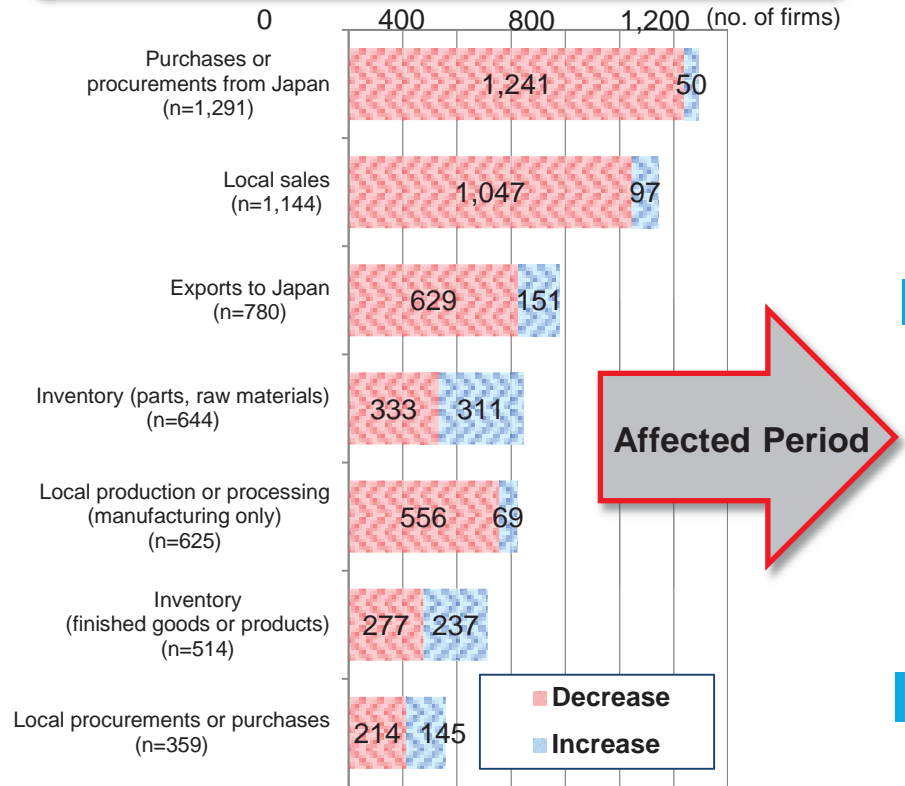 0 400 800 1,200 (no. of firms)
Purchases or
procurements from Japan
(n=1,291)
1,241 50
Local sales
(n=1,144)
1,047 97
Exports to Japan
(n=780)
629 151
Inventory (parts, raw materials)
(n=644)
333 311
Affected Period
Local production or processing
(manufacturing only)
(n=625)
556 69
Inventory
(finished goods or products)
(n=514)
277 237
Local procurements or purchases
(n=359)
214 145
Decrease
Increase